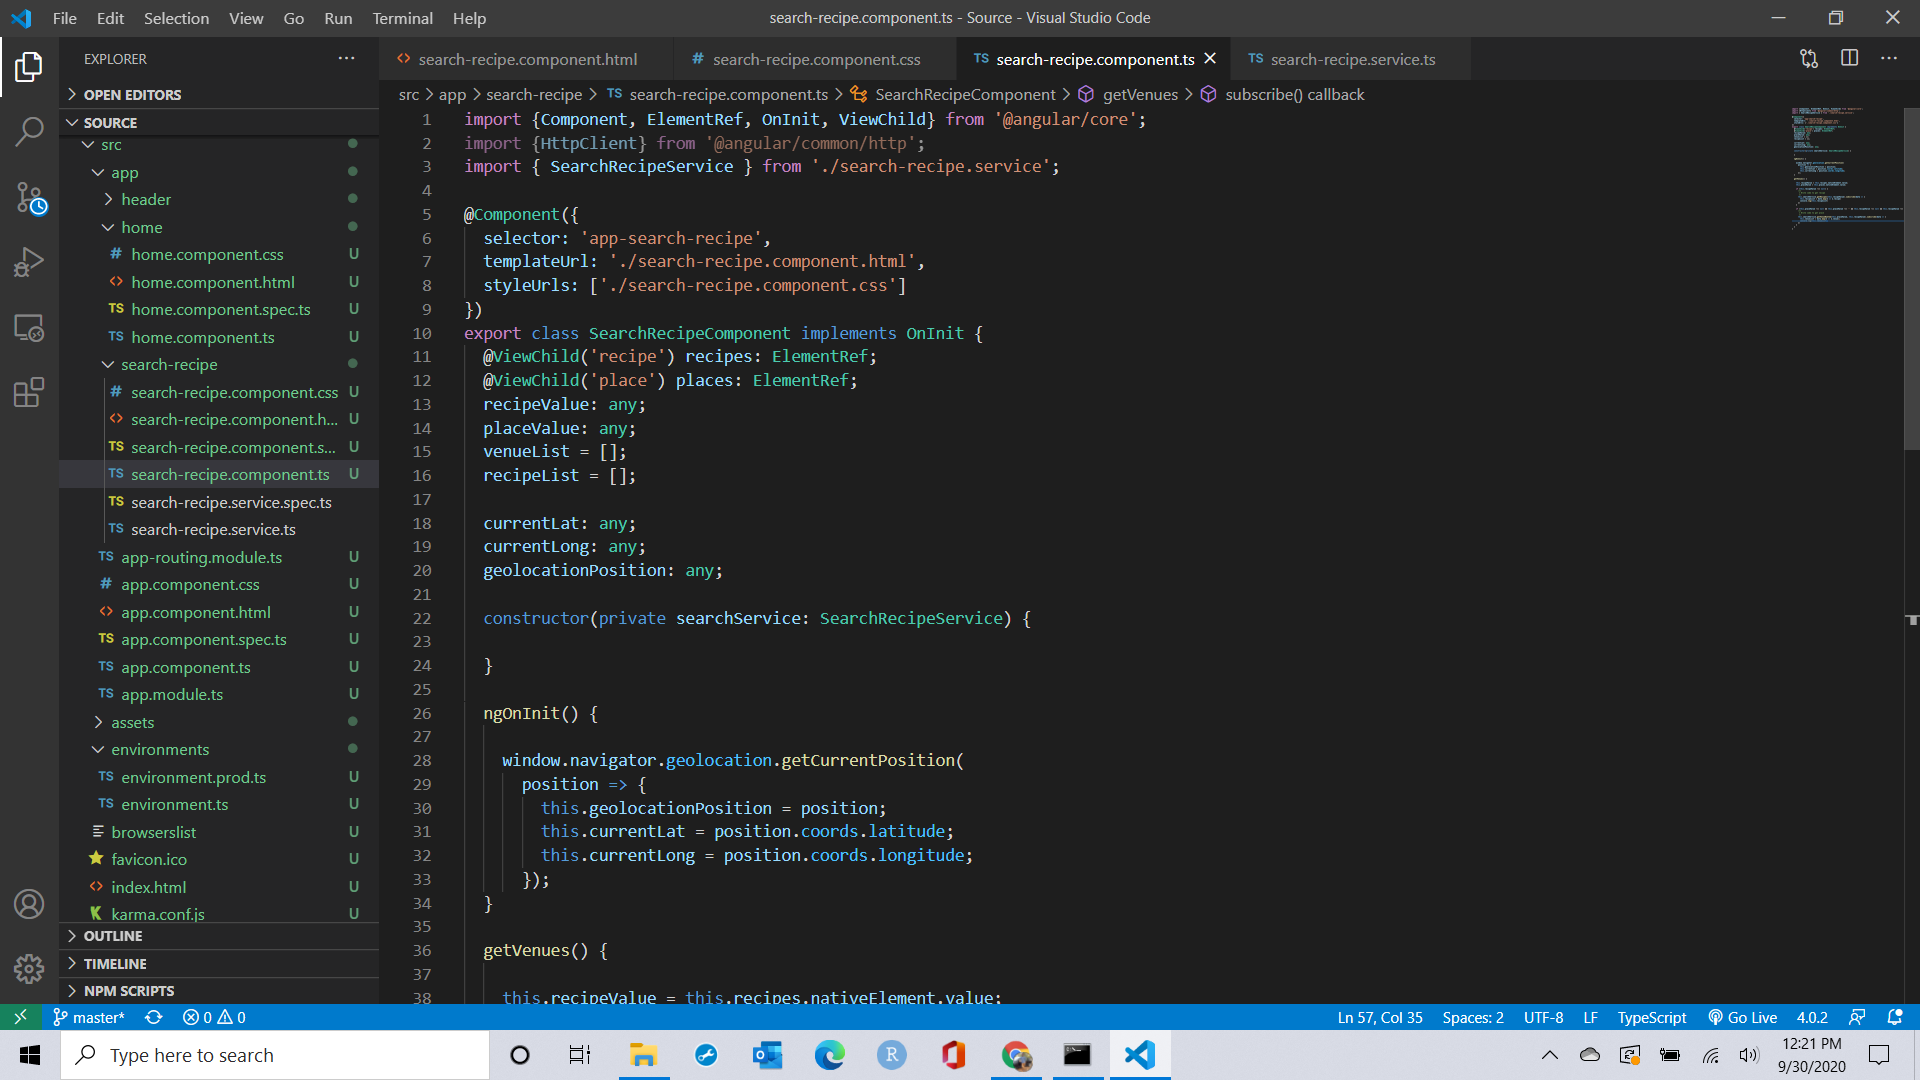 File Edit Selection View Go Run Terminal Help search-recipe.component.ts - Source - Visual Studio Code
EXPLORER
search-recipe.component.html # search-recipe.component.css TS search-recipe.component.ts TS search-recipe.service.ts
src > app > search-recipe > TS search-recipe.component.ts > SearchRecipeComponent > getVenues > subscribe() callback
OPEN EDITORS
SOURCE
src
app
header
home
# home.component.css U
<> home.component.html U
TS home.component.spec.ts U
TS home.component.ts U
search-recipe
# search-recipe.component.css U
<> search-recipe.component.h... U
TS search-recipe.component.s... U
TS search-recipe.component.ts U
TS search-recipe.service.spec.ts
TS search-recipe.service.ts
TS app-routing.module.ts U
# app.component.css U
<> app.component.html U
TS app.component.spec.ts U
TS app.component.ts U
TS app.module.ts U
assets
environments
TS environment.prod.ts U
TS environment.ts U
browserslist U
favicon.ico U
<> index.html U
K karma.conf.js U
OUTLINE
TIMELINE
NPM SCRIPTS
1 import {Component, ElementRef, OnInit, ViewChild} from '@angular/core';
2 import {HttpClient} from '@angular/common/http';
3 import { SearchRecipeService } from './search-recipe.service';
4
5 @Component({
6 selector: 'app-search-recipe',
7 templateUrl: './search-recipe.component.html',
8 styleUrls: ['./search-recipe.component.css']
9 })
10 export class SearchRecipeComponent implements OnInit {
11 @ViewChild('recipe') recipes: ElementRef;
12 @ViewChild('place') places: ElementRef;
13 recipeValue: any;
14 placeValue: any;
15 venueList = [];
16 recipeList = [];
17
18 currentLat: any;
19 currentLong: any;
20 geolocationPosition: any;
21
22 constructor(private searchService: SearchRecipeService) {
23
24 }
25
26 ngOnInit() {
27
28 window.navigator.geolocation.getCurrentPosition(
29 position => {
30 this.geolocationPosition = position;
31 this.currentLat = position.coords.latitude;
32 this.currentLong = position.coords.longitude;
33 });
34 }
35
36 getVenues() {
37
38 this.recipeValue = this.recipes.nativeElement.value;
master* 0 0 Ln 57, Col 35 Spaces: 2 UTF-8 LF TypeScript Go Live 4.0.2
Type here to search
R
12:21 PM
9/30/2020